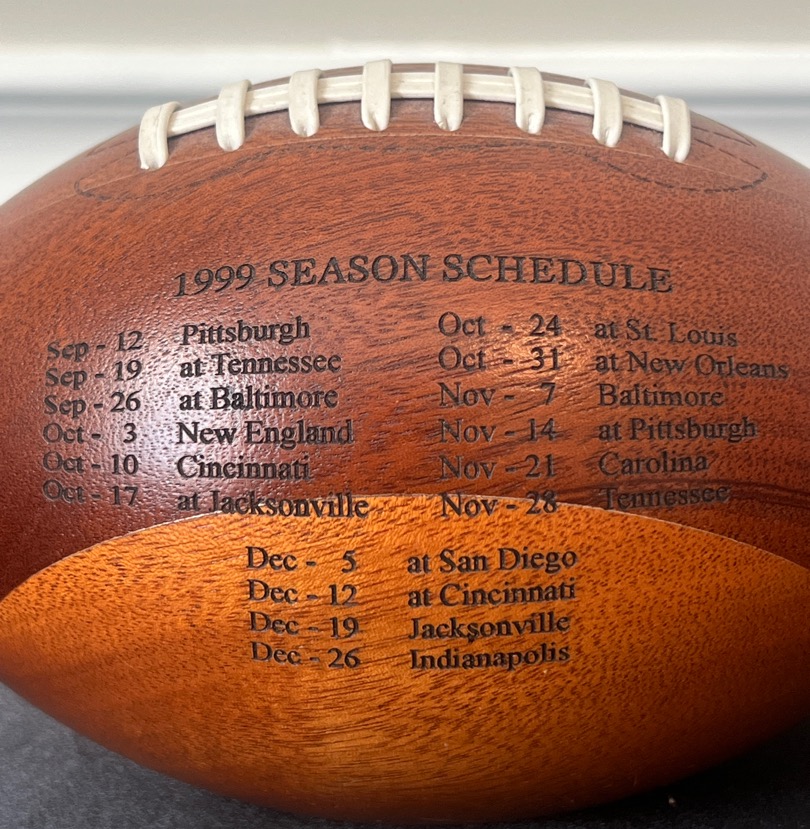 1999 SEASON SCHEDULE
Sep - 12 Pittsburgh
Sep - 19 at Tennessee
Sep - 26 at Baltimore
Oct - 3 New England
Oct - 10 Cincinnati
Oct - 17 at Jacksonville
Oct - 24 at St. Louis
Oct - 31 at New Orleans
Nov - 7 Baltimore
Nov - 14 at Pittsburgh
Nov - 21 Carolina
Nov - 28 Tennessee
Dec - 5 at San Diego
Dec - 12 at Cincinnati
Dec - 19 Jacksonville
Dec - 26 Indianapolis